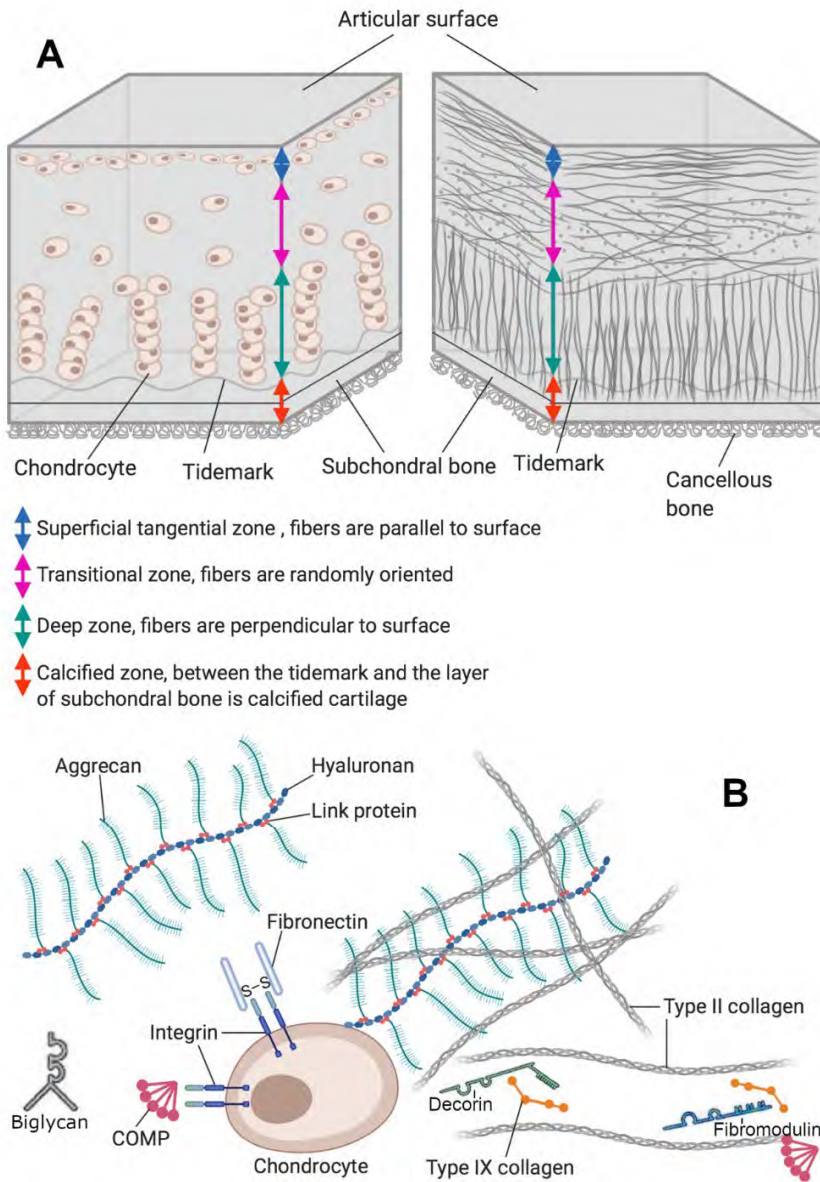 Articular surface
A
Chondrocyte
Tidemark
Subchondral bone
Tidemark
Cancellous
bone
Superficial tangential zone , fibers are parallel to surface
Transitional zone, fibers are randomly oriented
Deep zone, fibers are perpendicular to surface
Calcified zone, between the tidemark and the layer
of subchondral bone is calcified cartilage
B
Aggrecan
Hyaluronan
Link protein
Fibronectin
S-S
Integrin
Type II collagen
Biglycan
COMP
Chondrocyte
Decorin
Type IX collagen
Fibromodulin